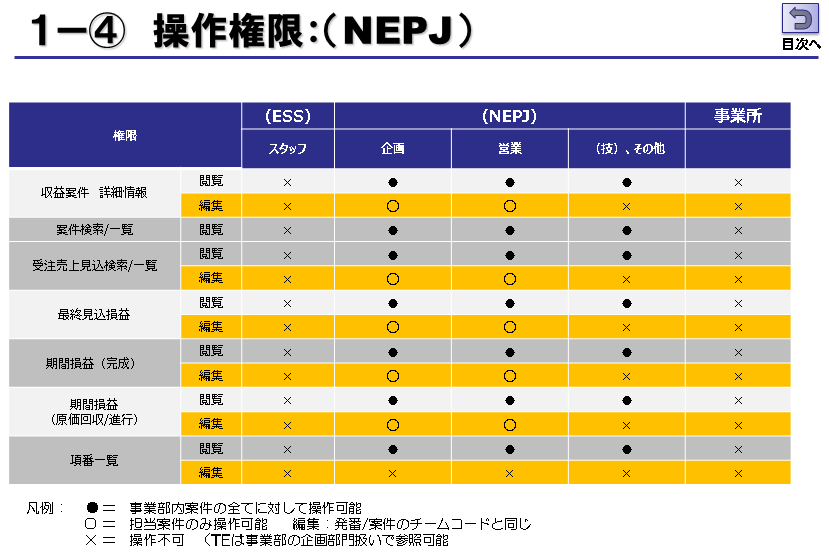 1－④　操作権限：（NEPJ）
目次へ
権限　（ESS）　（NEPJ）　事業所
スタッフ　企画　営業　（技）、その他
収益案件　詳細情報　閲覧　×　●　●　●　×
編集　×　○　○　×　×
案件検索/一覧　閲覧　×　●　●　●　×
受注売上見込検索/一覧　閲覧　×　●　●　●　×
編集　×　○　○　×　×
最終見込損益　閲覧　×　●　●　●　×
編集　×　○　○　×　×
期間損益（完成）　閲覧　×　●　●　●　×
編集　×　○　○　×　×
期間損益
（原価回収/進行）　閲覧　×　●　●　●　×
編集　×　○　○　×　×
項番一覧　閲覧　×　●　●　●　×
編集　×　×　×　×　×
凡例：　●＝　事業部内案件の全てに対して操作可能
○＝　担当案件のみ操作可能　　編集：発番/案件のチームコードと同じ
×＝　操作不可　（TEは事業部の企画部門扱いで参照可能